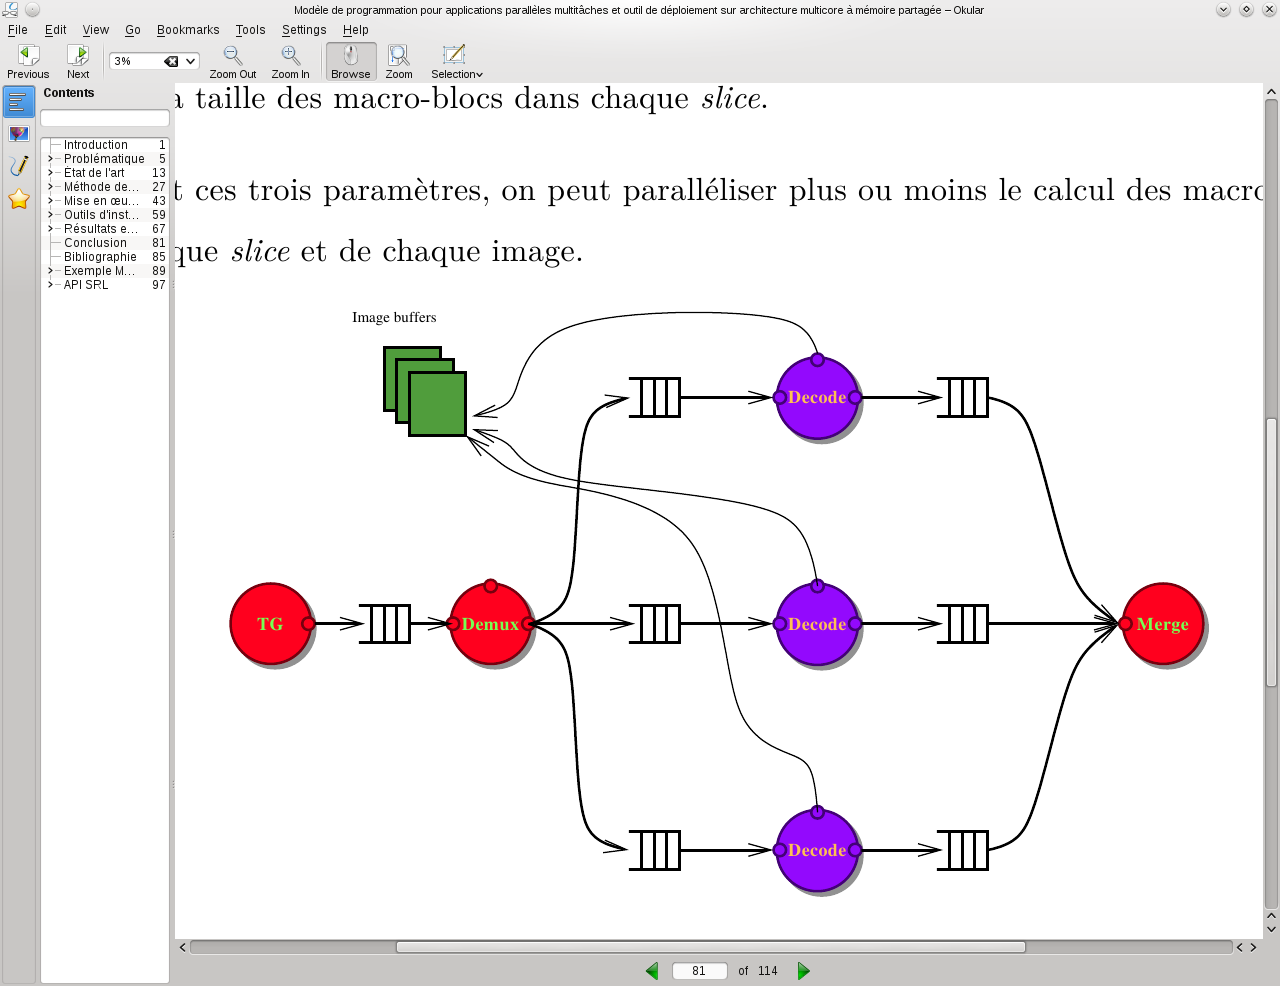 Modèle de programmation pour applications parallèles multitâches et outil de déploiement sur architecture multicore à mémoire partagée – Okular
File Edit View Go Bookmarks Tools Settings Help
Previous Next 3% Zoom Out Zoom In Browse Zoom Selection
Contents
Introduction 1
Problématique 5
État de l'art 13
Méthode de... 27
Mise en œu... 43
Outils d'inst... 59
Résultats e... 67
Conclusion 81
Bibliographie 85
Exemple M... 89
API SRL 97
a taille des macro-blocs dans chaque slice.
t ces trois paramètres, on peut paralléliser plus ou moins le calcul des macro
que slice et de chaque image.
Image buffers
Decode
TG Demux Decode Merge
Decode
81 of 114